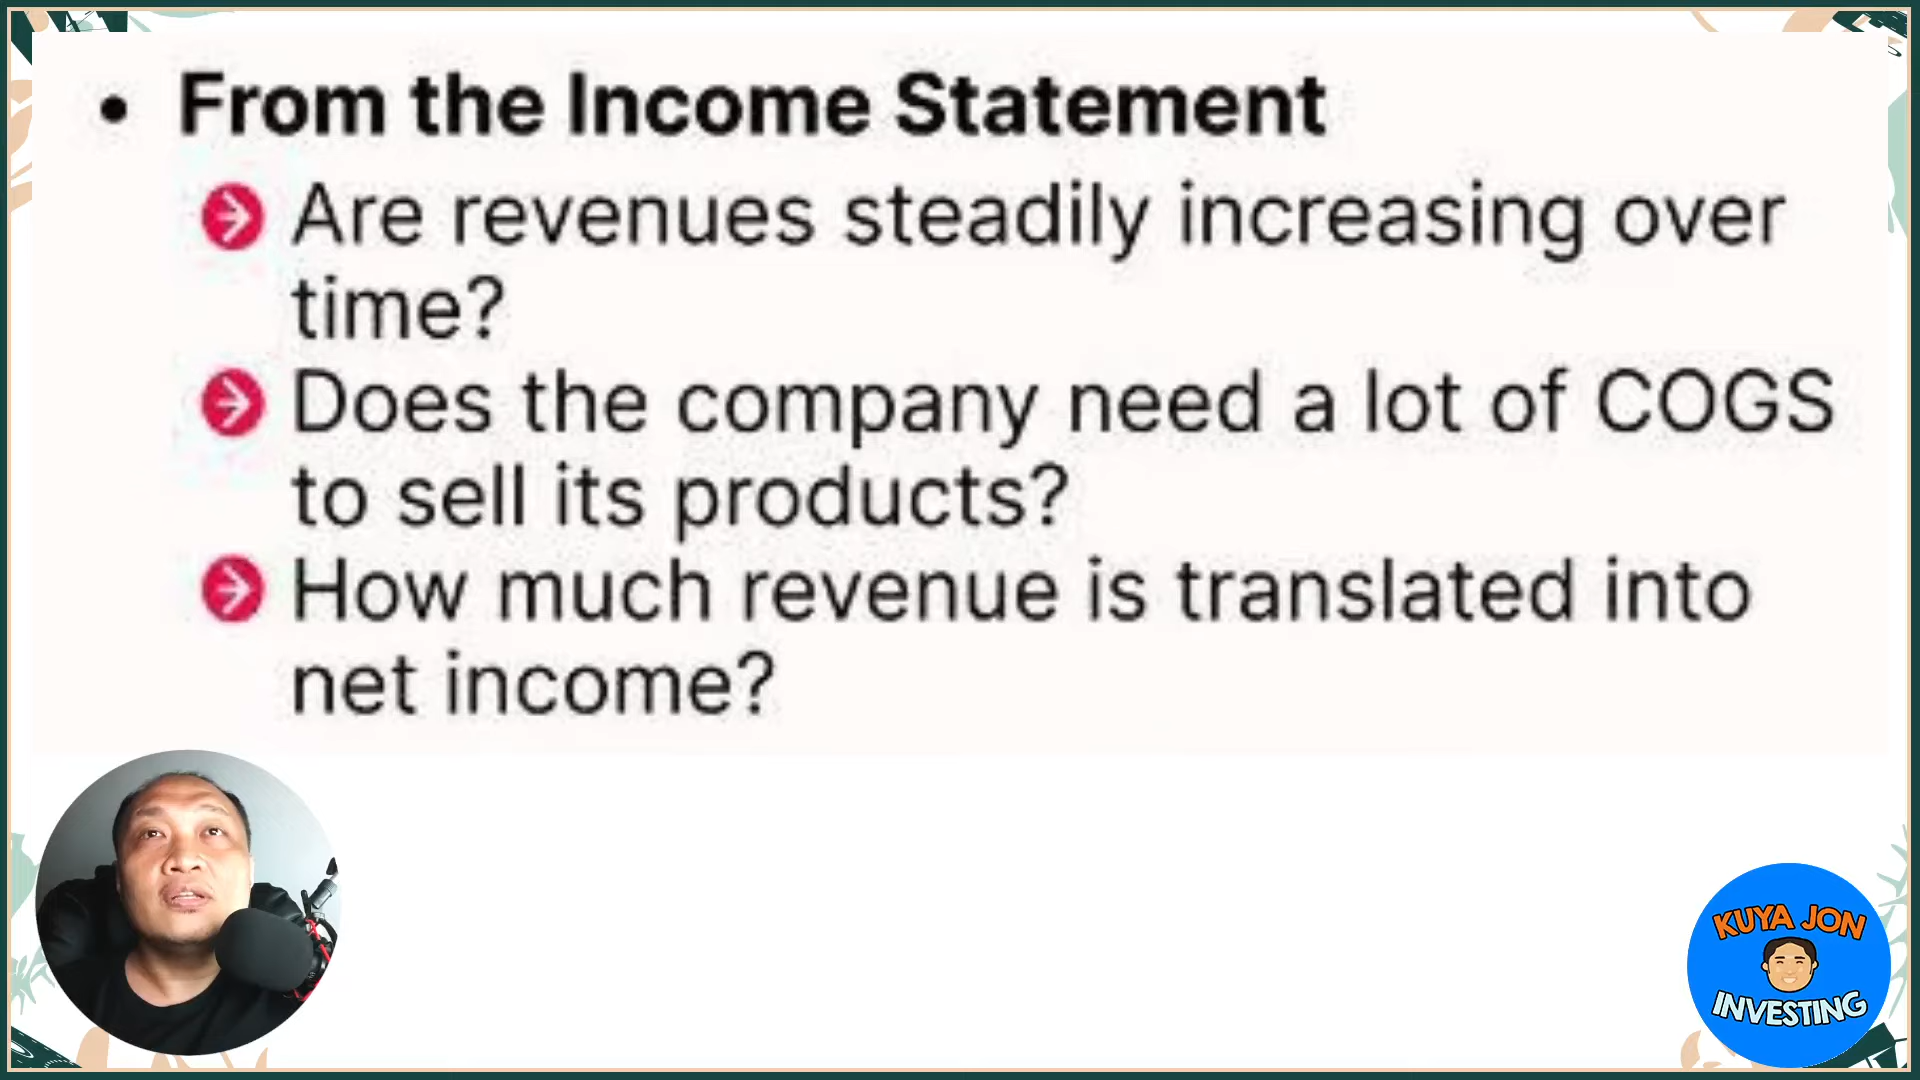 • From the Income Statement
Are revenues steadily increasing over
time?
Does the company need a lot of COGS
to sell its products?
How much revenue is translated into
net income?
KUYA JON
INVESTING